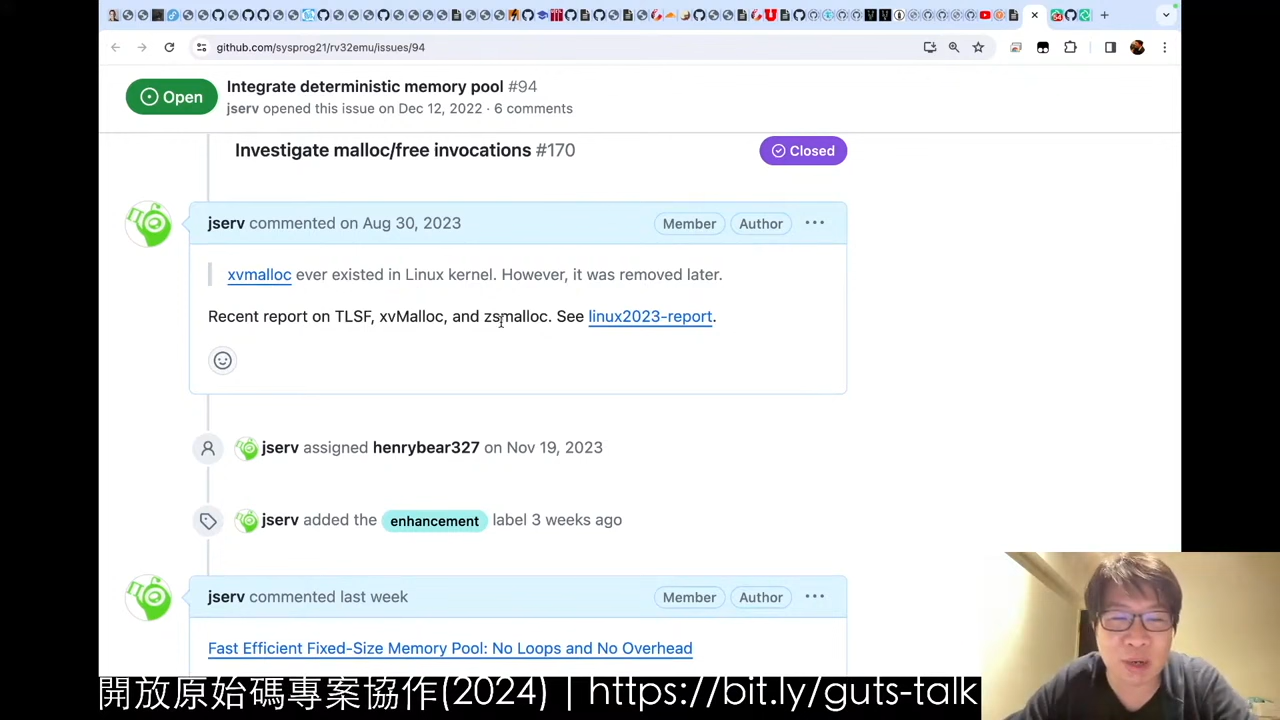 github.com/sysprog21/rv32emu/issues/94
Open
Integrate deterministic memory pool #94
jserv opened this issue on Dec 12, 2022 · 6 comments
Investigate malloc/free invocations #170
Closed
jserv commented on Aug 30, 2023
Member
Author
xvmalloc ever existed in Linux kernel. However, it was removed later.
Recent report on TLSF, xvMalloc, and zsmalloc. See linux2023-report.
jserv assigned henrybear327 on Nov 19, 2023
jserv added the enhancement label 3 weeks ago
jserv commented last week
Member
Author
Fast Efficient Fixed-Size Memory Pool: No Loops and No Overhead
開放原始碼專案協作(2024) | https://bit.ly/guts-talk